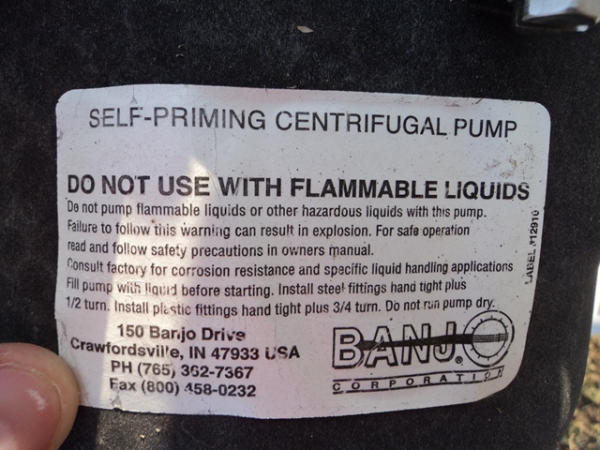 SELF-PRIMING CENTRIFUGAL PUMP
DO NOT USE WITH FLAMMABLE LIQUIDS
Do not pump flammable liquids or other hazardous liquids with this pump.
Failure to follow this warning can result in explosion. For safe operation
read and follow safety precautions in owners manual.
Consult factory for corrosion resistance and specific liquid handling applications
Fill pump with liquid before starting. Install steel fittings hand tight plus
1/2 turn. Install plastic fittings hand tight plus 3/4 turn. Do not run pump dry.
LABEL #12910
150 Banjo Drive
Crawfordsville, IN 47933 USA
PH (765) 362-7367
Fax (800) 458-0232
BANJO®
CORPORATION